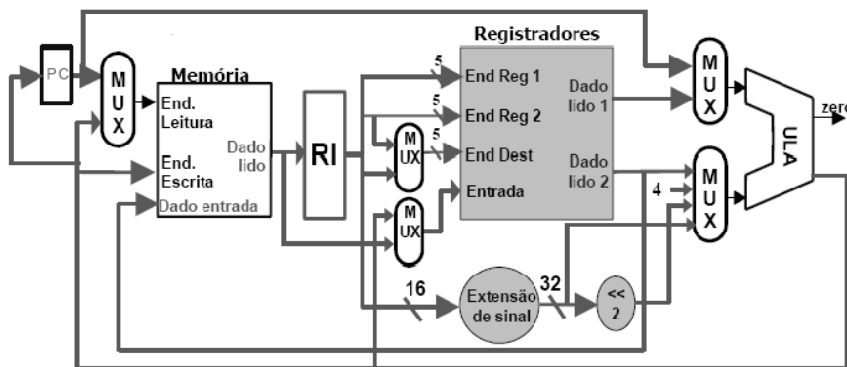 Registradores
PC
M
U
X
Memória
End.
Leitura
Dado
lido
End.
Escrita
Dado entrada
RI
5
5
5
M
UX
M
UX
End Reg 1
End Reg 2
End Dest
Entrada
Dado
lido 1
Dado
lido 2
16
Extensão
de sinal
32
<<
2
4
M
U
X
M
U
X
ULA
zero